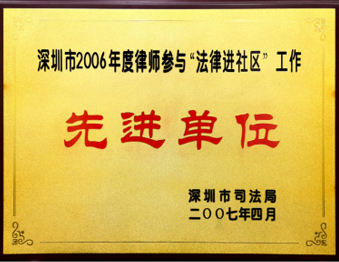 深圳市2006年度律师参与“法律进社区”工作
先进单位
深圳市司法局
二〇〇七年四月